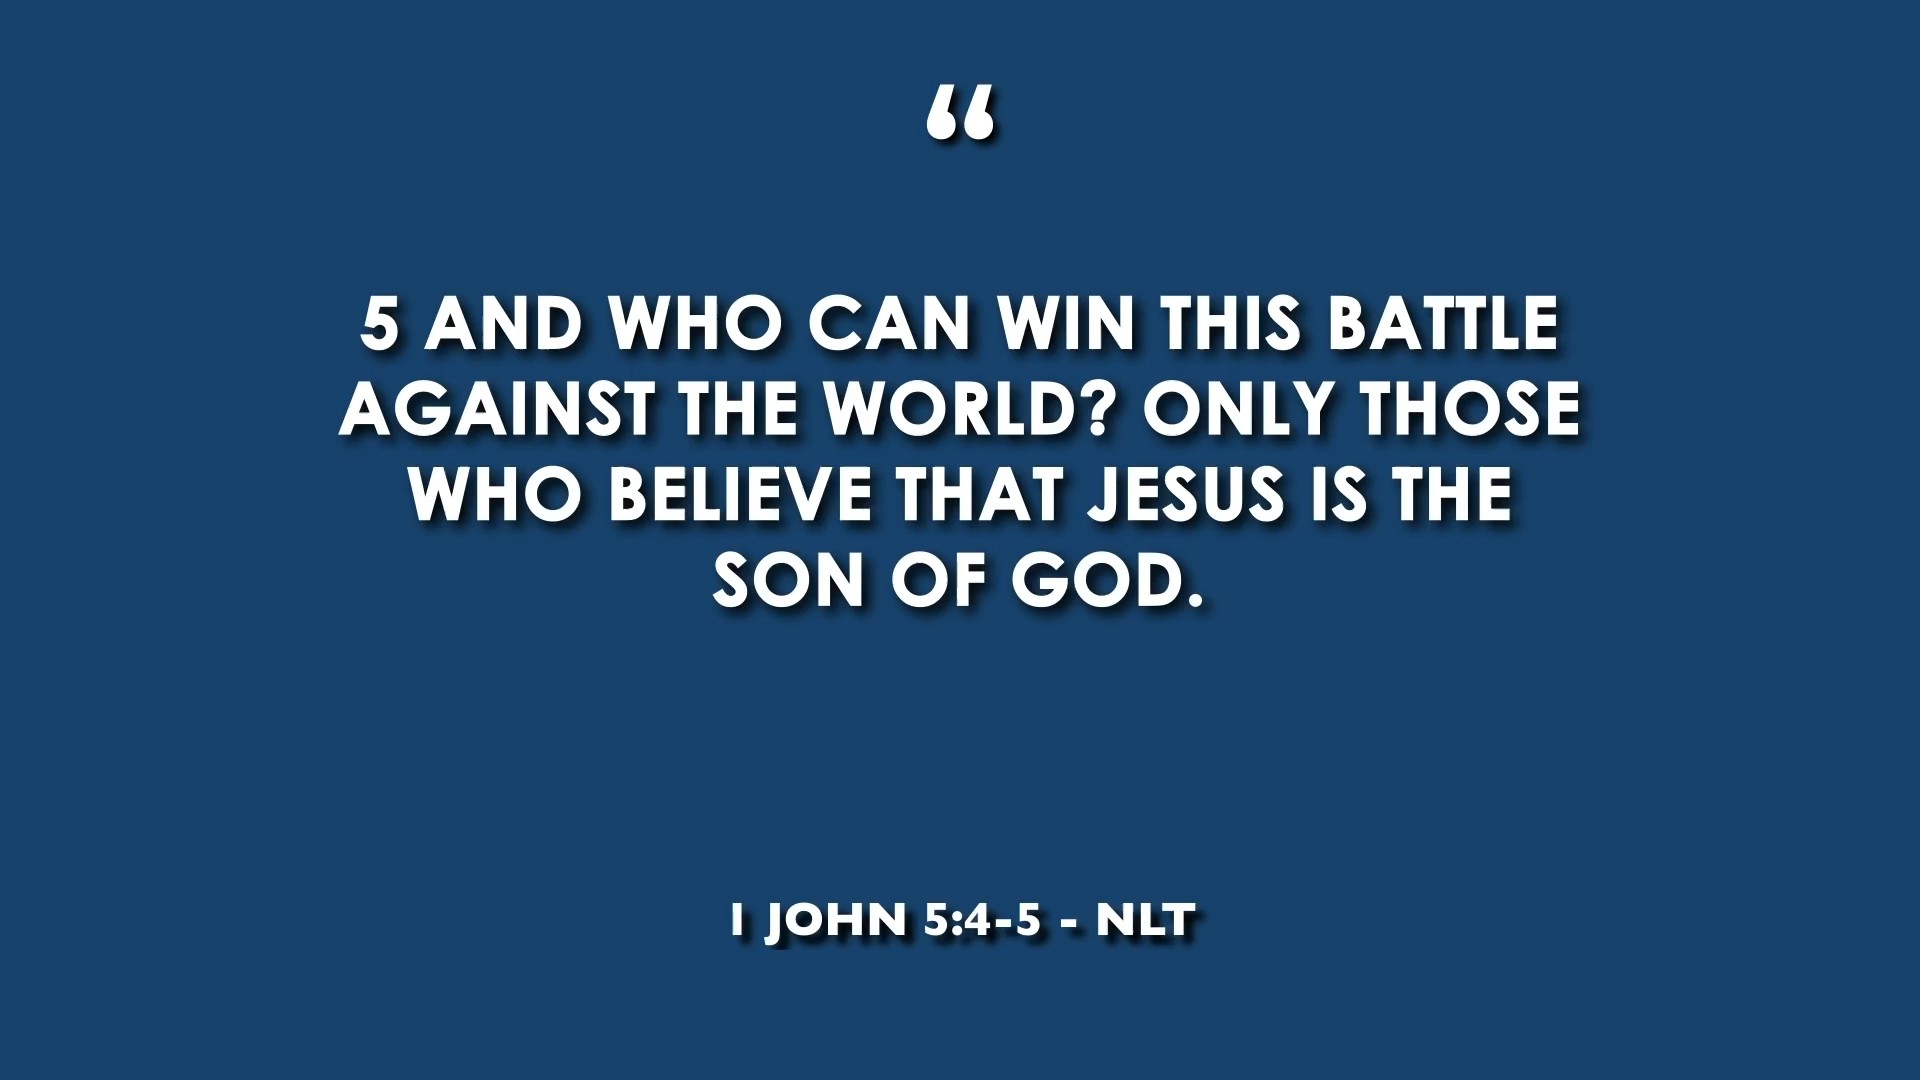 “
5 AND WHO CAN WIN THIS BATTLE
AGAINST THE WORLD? ONLY THOSE
WHO BELIEVE THAT JESUS IS THE
SON OF GOD.
1 JOHN 5:4-5 - NLT